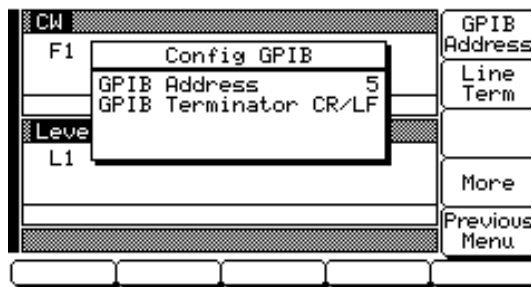 CW
F1
Config GPIB
GPIB Address 5
GPIB Terminator CR/LF
Leve
L1
GPIB
Address
Line
Term
More
Previous
Menu